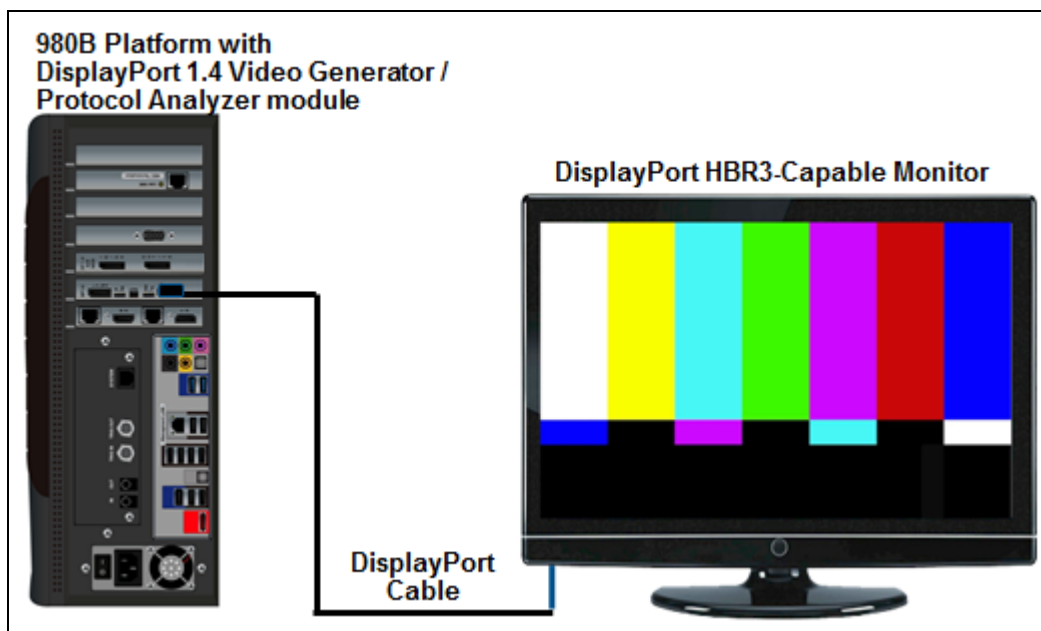 980B Platform with
DisplayPort 1.4 Video Generator /
Protocol Analyzer module
DisplayPort HBR3-Capable Monitor
DisplayPort
Cable